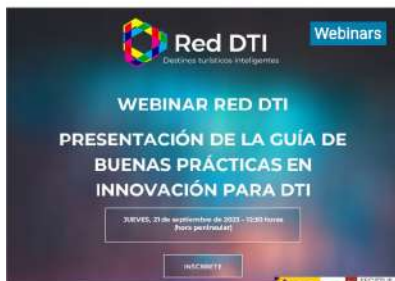 Webinars
Red DTI
Destinos turísticos inteligentes
WEBINAR RED DTI
PRESENTACIÓN DE LA GUÍA DE
BUENAS PRÁCTICAS EN
INNOVACIÓN PARA DTI
JUEVES, 21 de septiembre de 2023 - 12:30 horas
(hora peninsular)
INSCRÍBETE